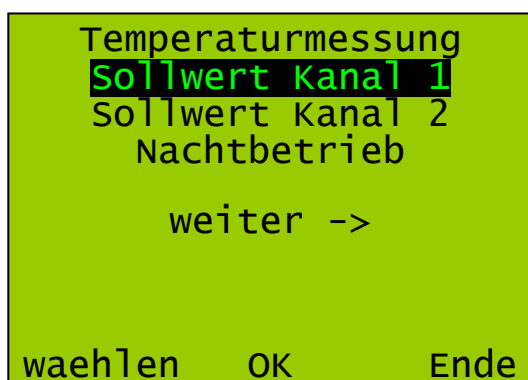 Temperaturmessung
Sollwert Kanal 1
Sollwert Kanal 2
Nachtbetrieb
weiter ->
waehlen OK Ende